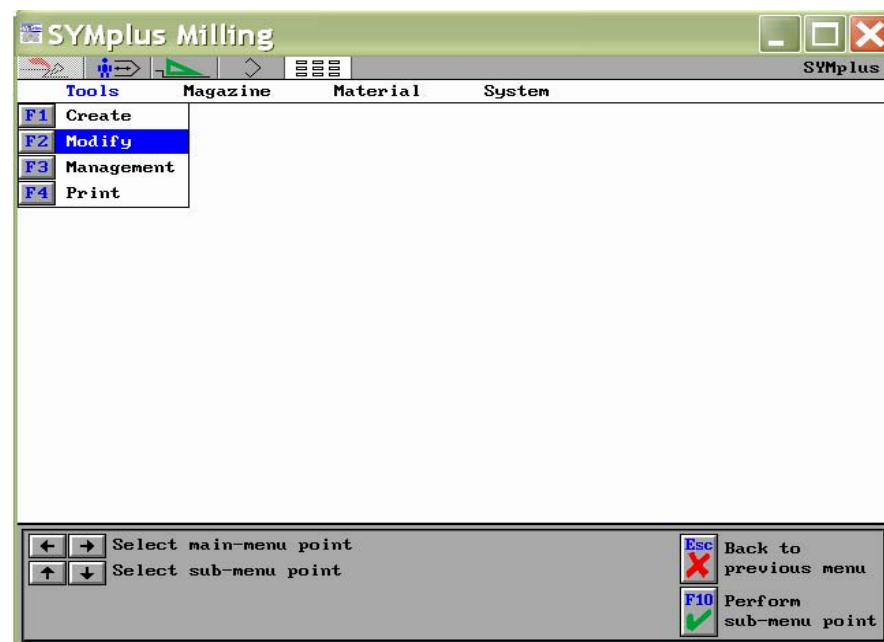 SYMplus Milling
SYMplus
Tools Magazine Material System
F1 Create
F2 Modify
F3 Management
F4 Print
← → Select main-menu point
↑ ↓ Select sub-menu point
Esc Back to
previous menu
F10 Perform
sub-menu point